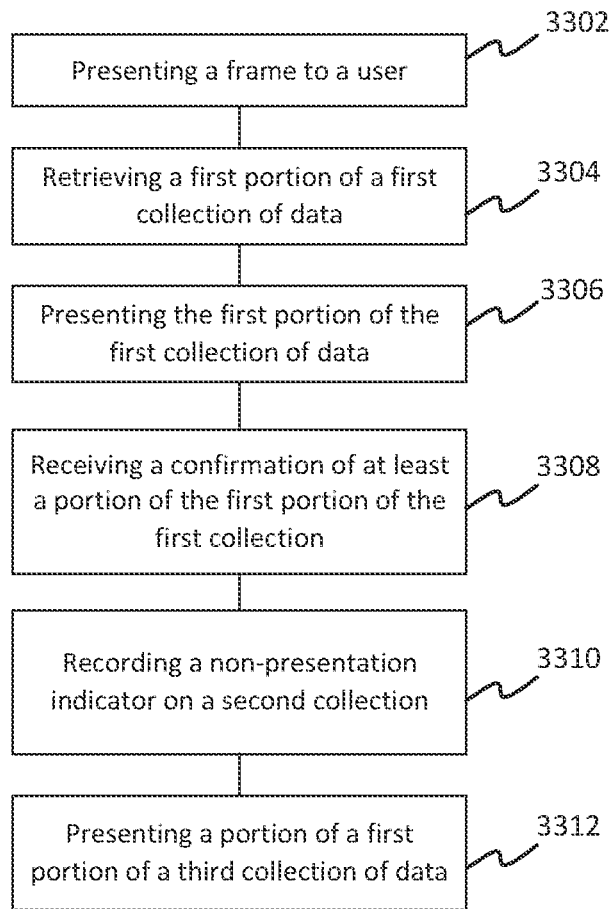 3302
Presenting a frame to a user
3304
Retrieving a first portion of a first
collection of data
3306
Presenting the first portion of the
first collection of data
3308
Receiving a confirmation of at least
a portion of the first portion of the
first collection
3310
Recording a non-presentation
indicator on a second collection
3312
Presenting a portion of a first
portion of a third collection of data